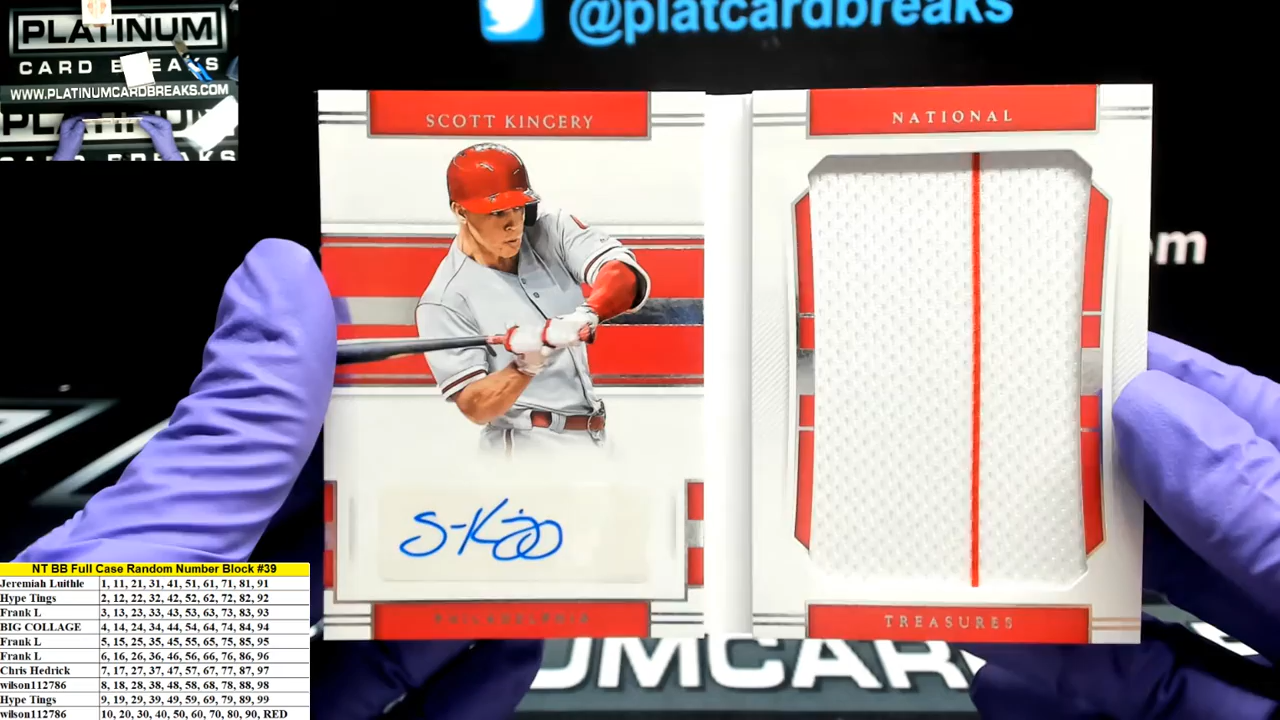 PLATINUM
CARD BREAKS
WWW.PLATINUMCARDBREAKS.COM
PLATINUM
CARD BREAKS
@platcardbreaks
SCOTT KINGERY
NATIONAL
om
S-King
PHILADELPHIA
TREASURES
UMCAR
NT BB Full Case Random Number Block #39
Jeremiah Luithle 1, 11, 21, 31, 41, 51, 61, 71, 81, 91
Hype Tings 2, 12, 22, 32, 42, 52, 62, 72, 82, 92
Frank L 3, 13, 23, 33, 43, 53, 63, 73, 83, 93
BIG COLLAGE 4, 14, 24, 34, 44, 54, 64, 74, 84, 94
Frank L 5, 15, 25, 35, 45, 55, 65, 75, 85, 95
Frank L 6, 16, 26, 36, 46, 56, 66, 76, 86, 96
Chris Hedrick 7, 17, 27, 37, 47, 57, 67, 77, 87, 97
wilson112786 8, 18, 28, 38, 48, 58, 68, 78, 88, 98
Hype Tings 9, 19, 29, 39, 49, 59, 69, 79, 89, 99
wilson112786 10, 20, 30, 40, 50, 60, 70, 80, 90, RED